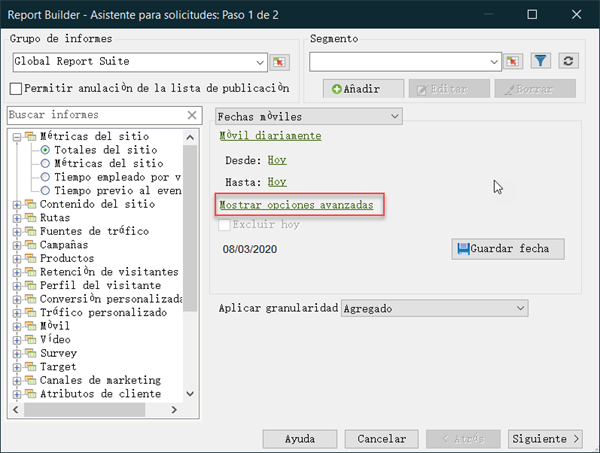 Report Builder - Asistente para solicitudes: Paso 1 de 2
Grupo de informes
Global Report Suite
Permitir anulación de la lista de publicación
Segmento
Añadir
Editar
Borrar
Buscar informes
Métricas del sitio
Totales del sitio
Métricas del sitio
Tiempo empleado por v
Tiempo previo al even
Contenido del sitio
Rutas
Fuentes de tráfico
Campañas
Productos
Retención de visitantes
Perfil del visitante
Conversión personalizada
Tráfico personalizado
Móvil
Vídeo
Survey
Target
Canales de marketing
Atributos de cliente
Fechas móviles
Móvil diariamente
Desde: Hoy
Hasta: Hoy
Mostrar opciones avanzadas
Excluir hoy
08/03/2020
Guardar fecha
Aplicar granularidad
Agregado
Ayuda
Cancelar
< Atrás
Siguiente >